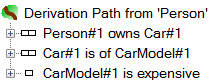 Derivation Path from 'Person'
Person#1 owns Car#1
Car#1 is of CarModel#1
CarModel#1 is expensive